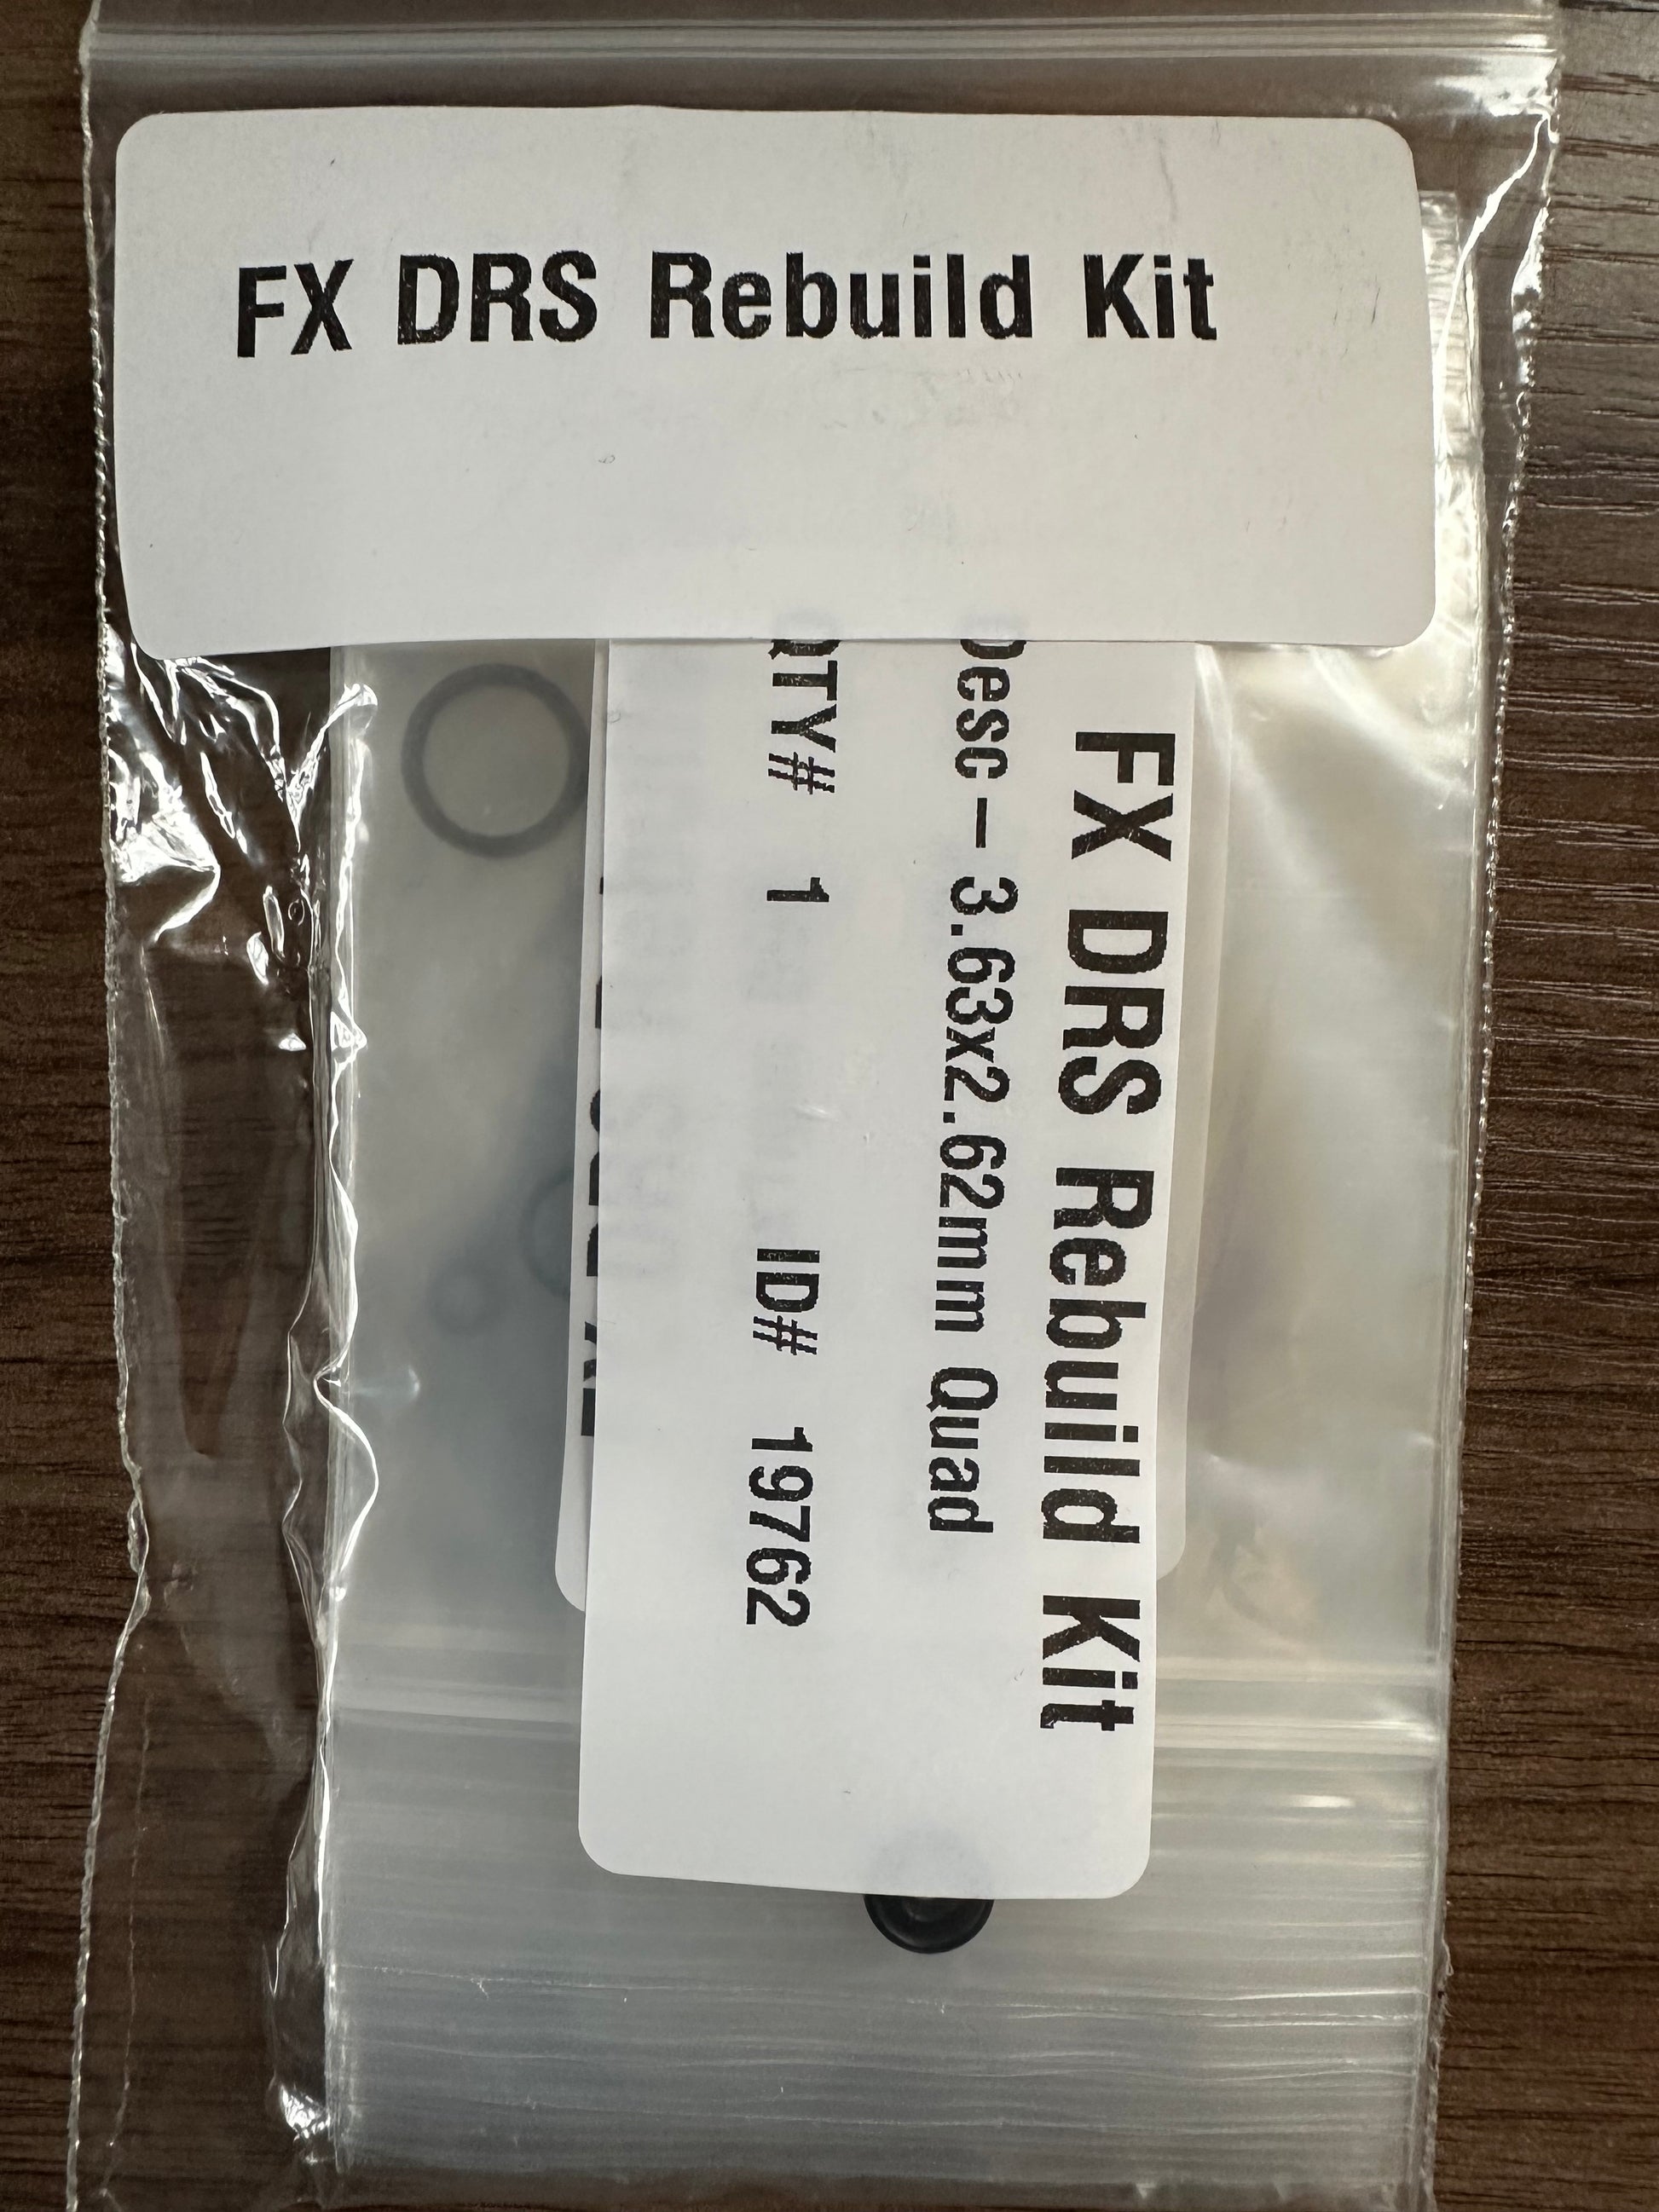 FX DRS Rebuild Kit
FX DRS Rebuild Kit
Desc - 3.63x2.62mm Quad
QTY# 1 ID# 19762